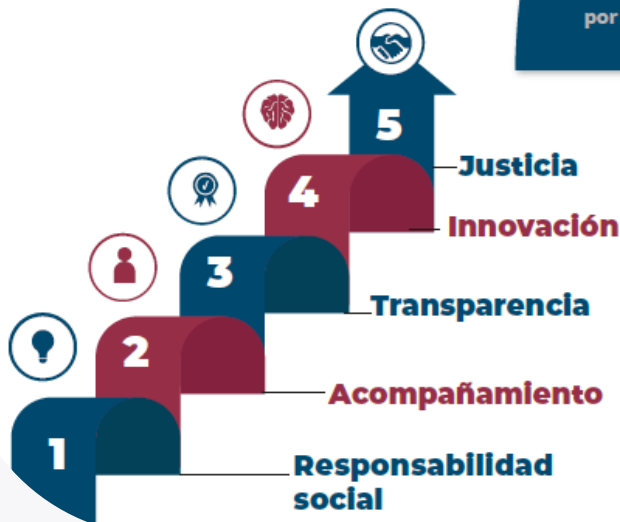 por
5
Justicia
4
Innovación
3
Transparencia
2
Acompañamiento
1
Responsabilidad
social